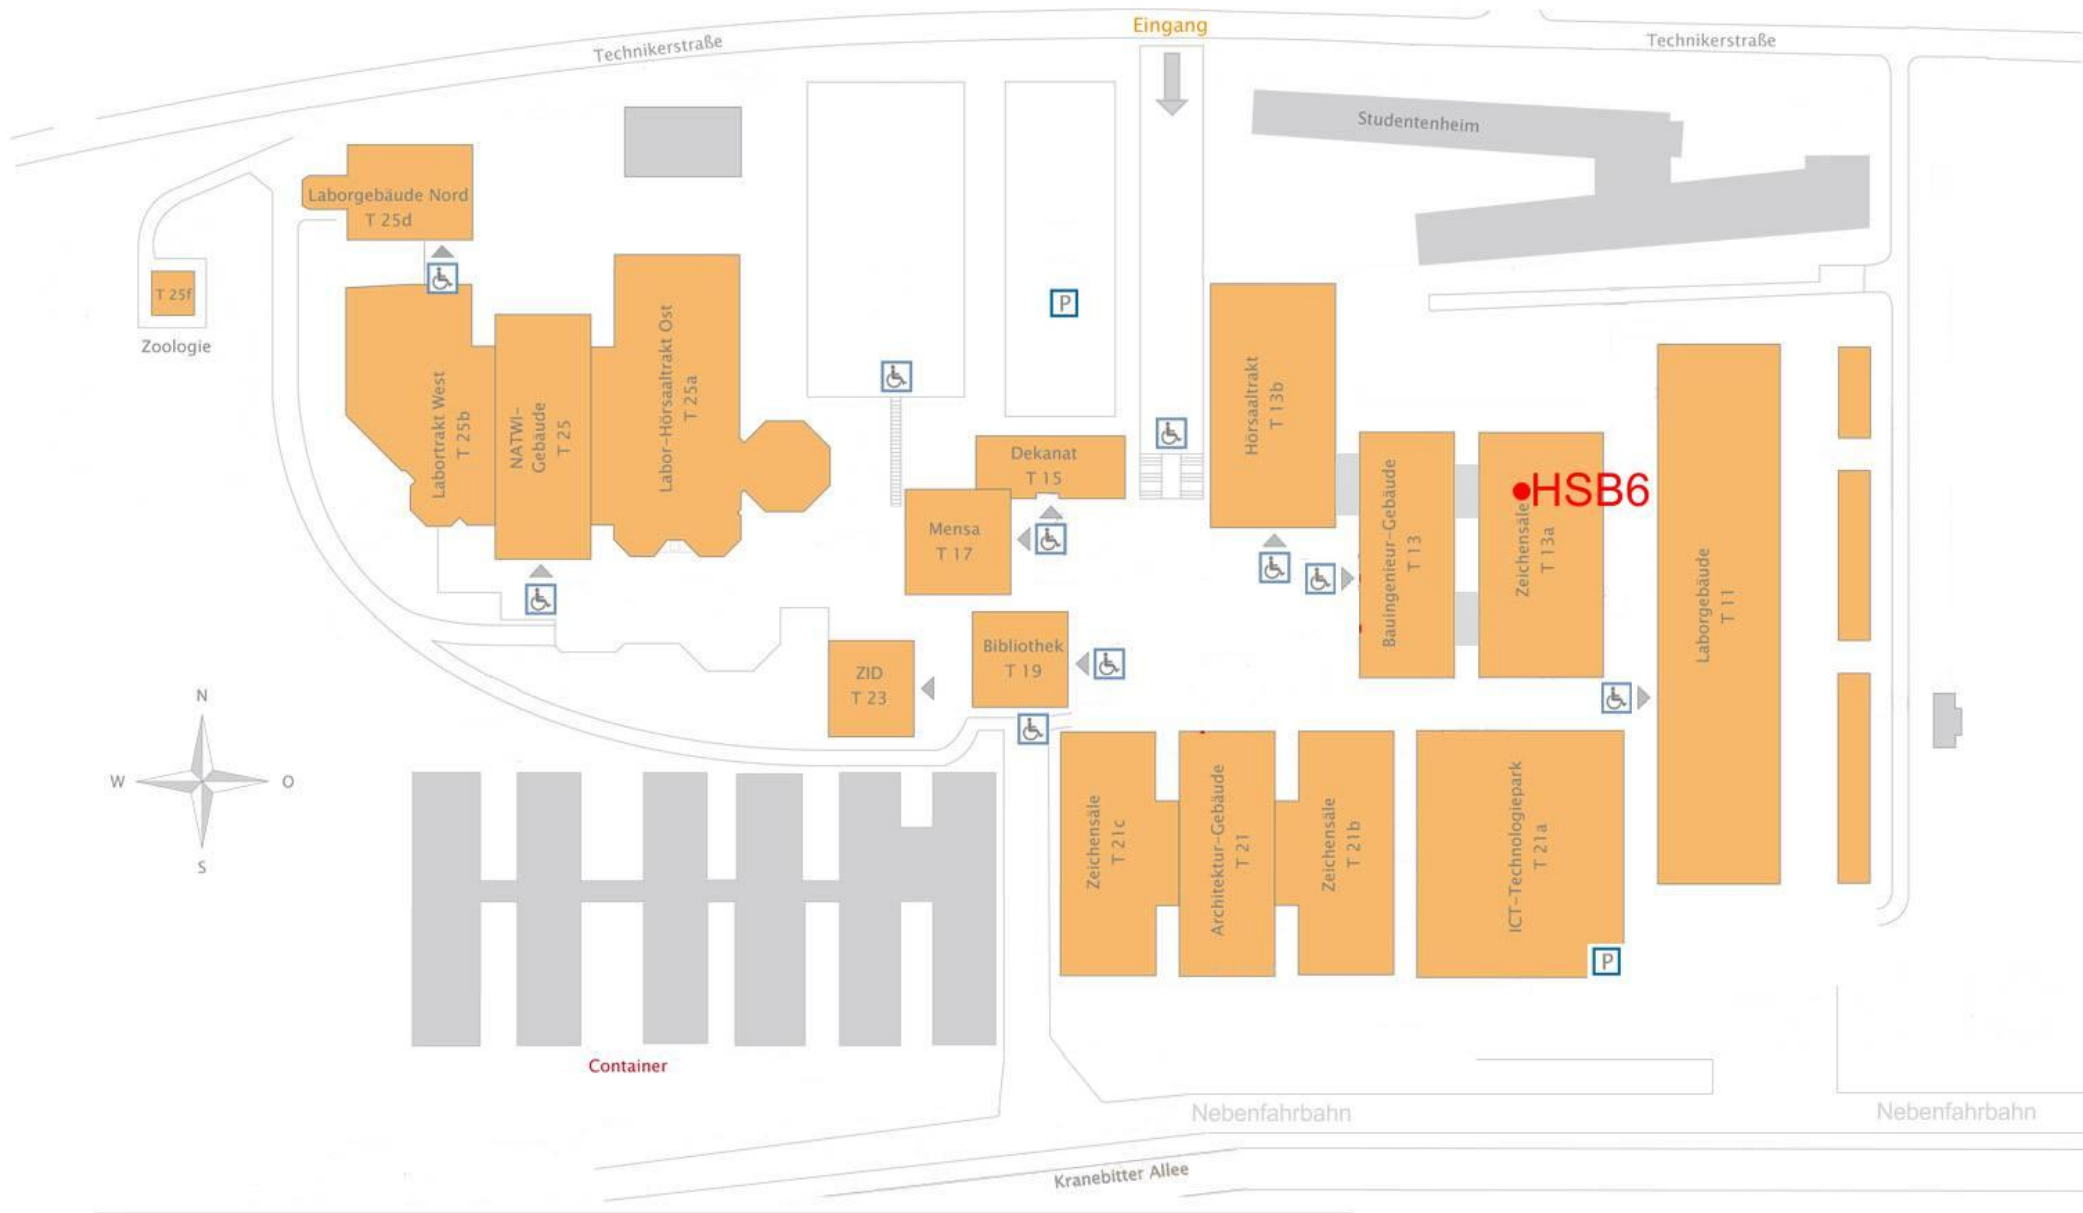 Eingang
Technikerstraße
Technikerstraße
Studentenheim
Laborgebäude Nord
T 25d
T 25f
Zoologie
P
Labortrakt West
T 25b
NATWI-
Gebäude
T 25
Labor-Hörsaaltrakt Ost
T 25a
Hörsaaltrakt
T 13b
Dekanat
T 15
Mensa
T 17
Bauingenieur-Gebäude
T 13
HSB6
Zeichensäle
T 13a
Laborgebäude
T 11
Bibliothek
T 19
ZID
T 23
N
W
O
S
Zeichensäle
T 21c
Architektur-Gebäude
T 21
Zeichensäle
T 21b
ICT-Technologiepark
T 21a
P
Container
Nebenfahrbahn
Nebenfahrbahn
Kranebitter Allee